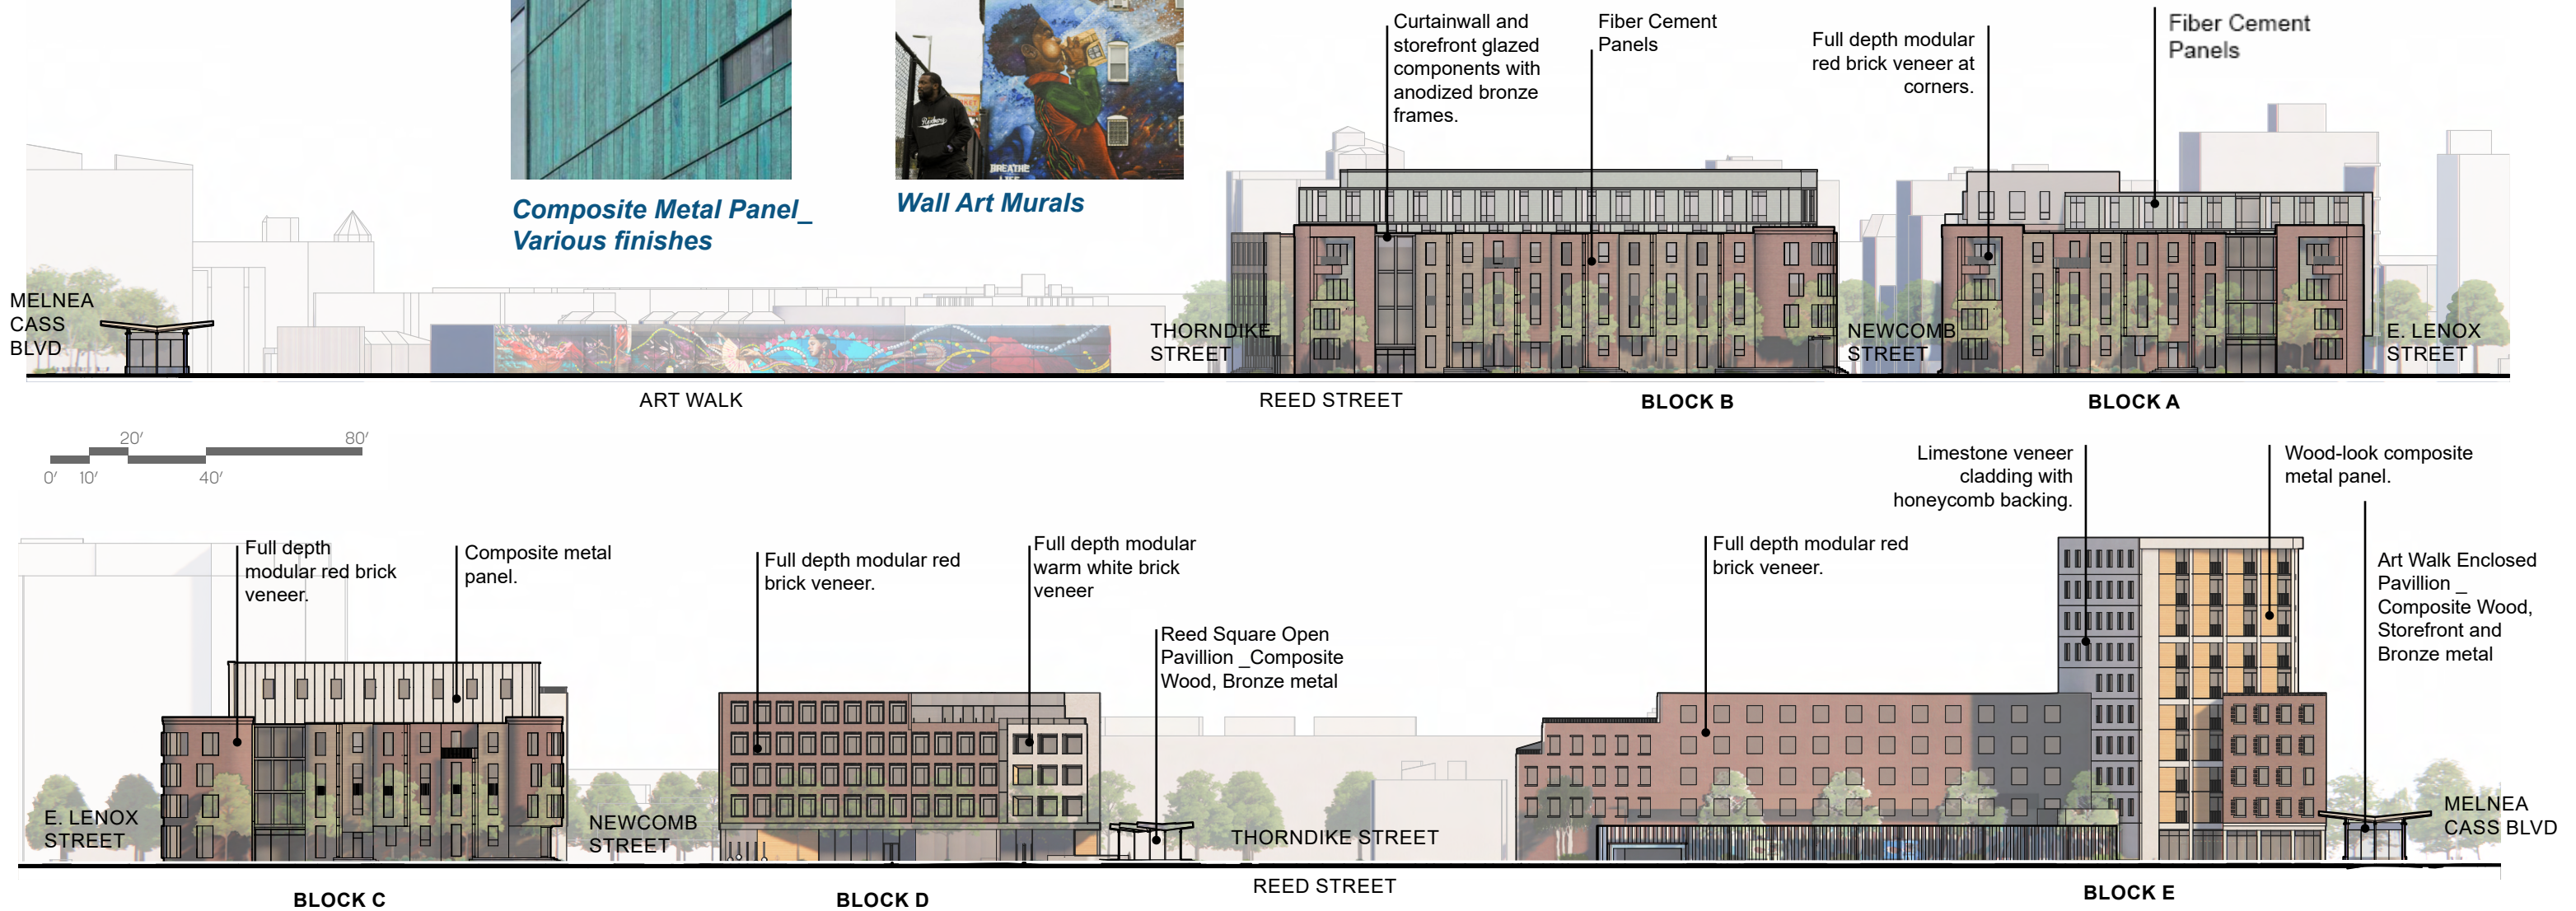 Curtainwall and
storefront glazed
components with
anodized bronze
frames.
Fiber Cement
Panels
Full depth modular
red brick veneer at
corners.
Fiber Cement
Panels
BREATHE
LIFE
Composite Metal Panel_
Various finishes
Wall Art Murals
MELNEA
CASS
BLVD
THORNDIKE
STREET
NEWCOMB
STREET
E. LENOX
STREET
ART WALK
REED STREET
BLOCK B
BLOCK A
20'
80'
0'
10'
40'
Full depth
modular red brick
veneer.
Composite metal
panel.
Full depth modular red
brick veneer.
Full depth modular
warm white brick
veneer
Reed Square Open
Pavillion _Composite
Wood, Bronze metal
Full depth modular red
brick veneer.
Limestone veneer
cladding with
honeycomb backing.
Wood-look composite
metal panel.
Art Walk Enclosed
Pavillion _
Composite Wood,
Storefront and
Bronze metal
E. LENOX
STREET
NEWCOMB
STREET
THORNDIKE STREET
MELNEA
CASS BLVD
REED STREET
BLOCK C
BLOCK D
BLOCK E